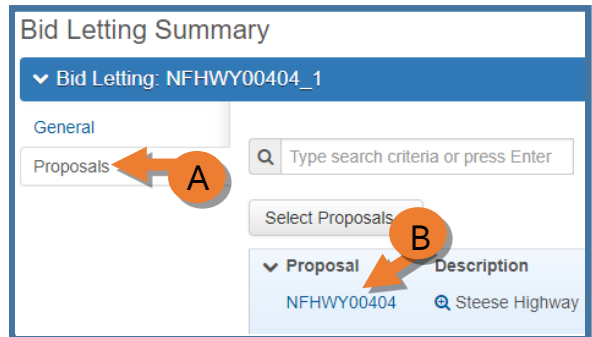 Bid Letting Summary
Bid Letting: NFHWY00404_1
General
Proposals
A
Type search criteria or press Enter
Select Proposals
B
Proposal Description
NFHWY00404 Steese Highway